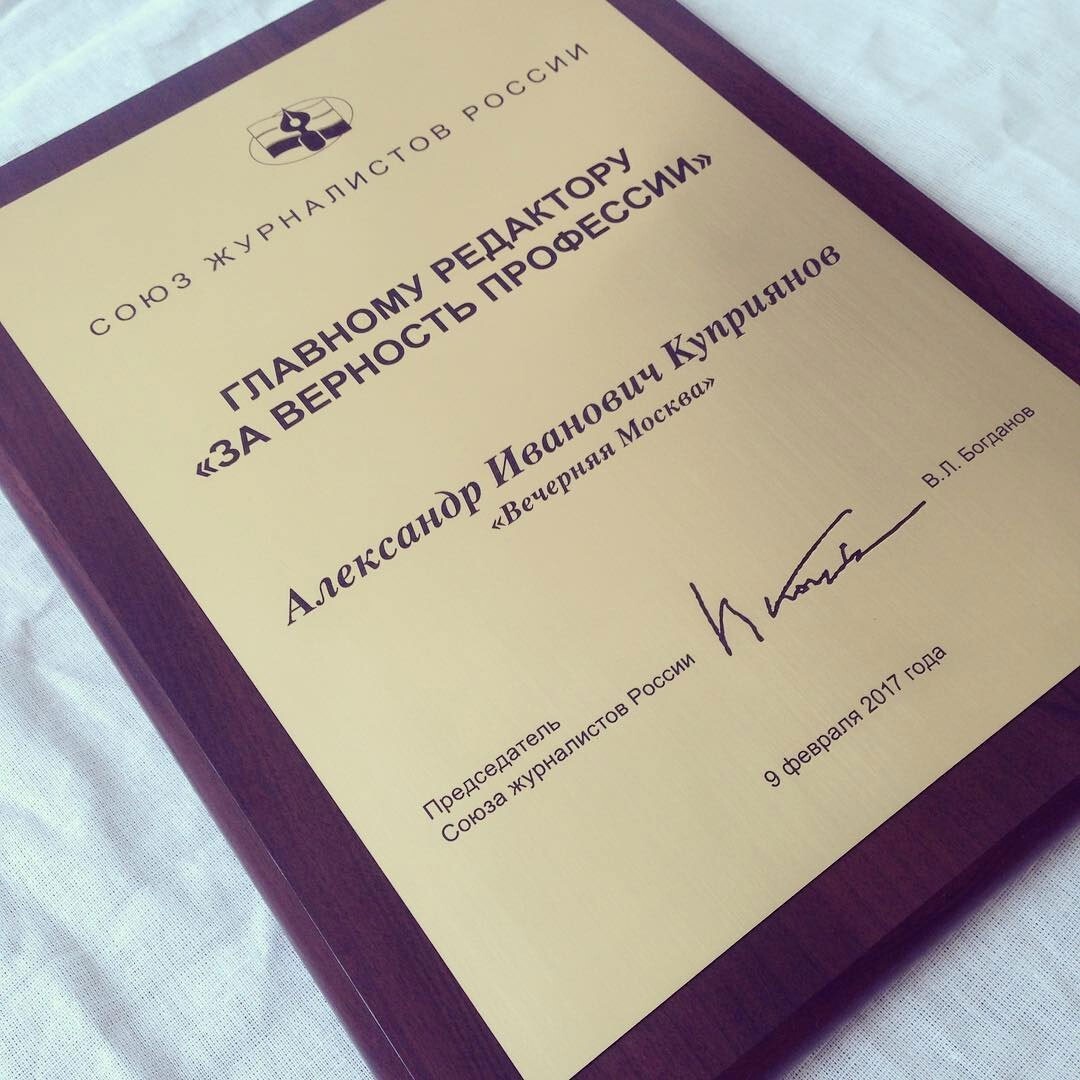 СОЮЗ ЖУРНАЛИСТОВ РОССИИ
ГЛАВНОМУ РЕДАКТОРУ
«ЗА ВЕРНОСТЬ ПРОФЕССИИ»
Александр Иванович Куприянов
«Вечерняя Москва»
Председатель
Союза журналистов России
В.Л. Богданов
9 февраля 2017 года